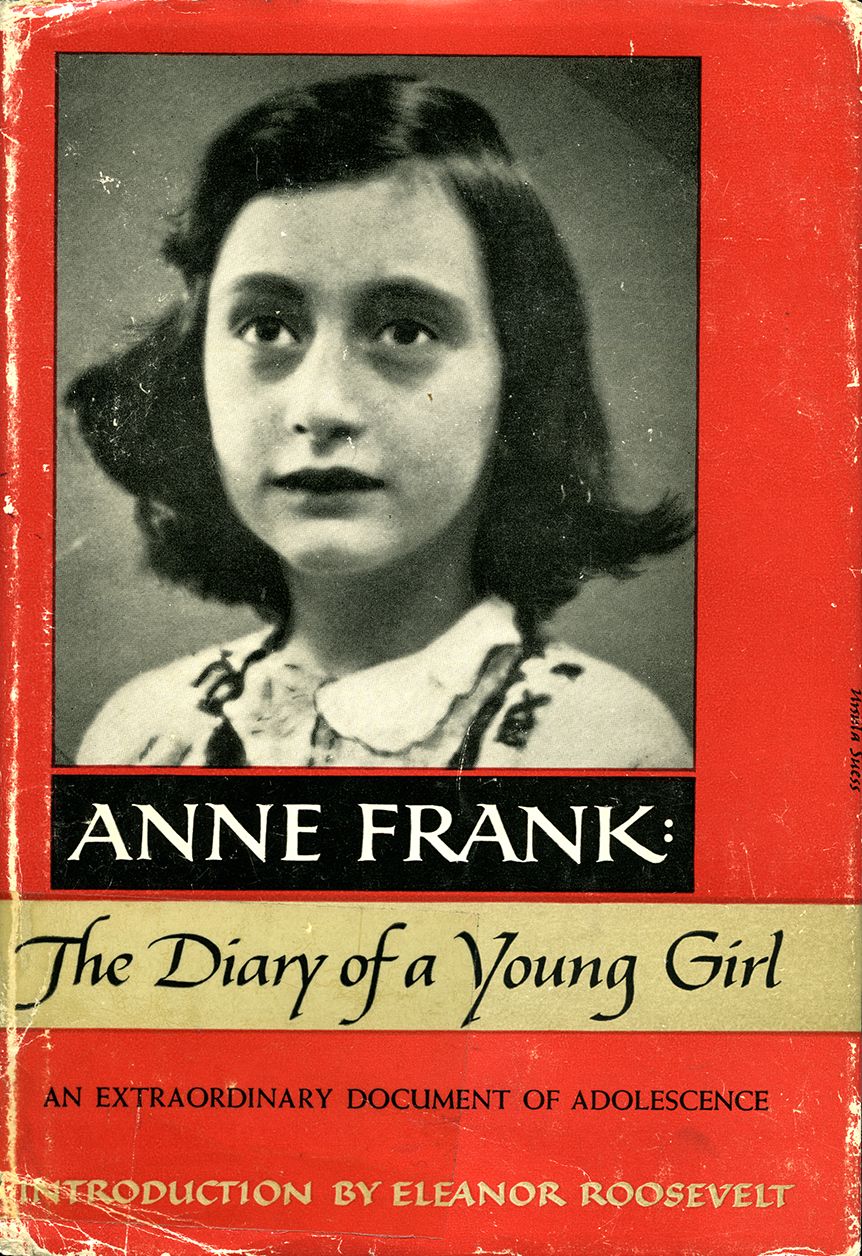 ANNE FRANK:
The Diary of a Young Girl
AN EXTRAORDINARY DOCUMENT OF ADOLESCENCE
INTRODUCTION BY ELEANOR ROOSEVELT